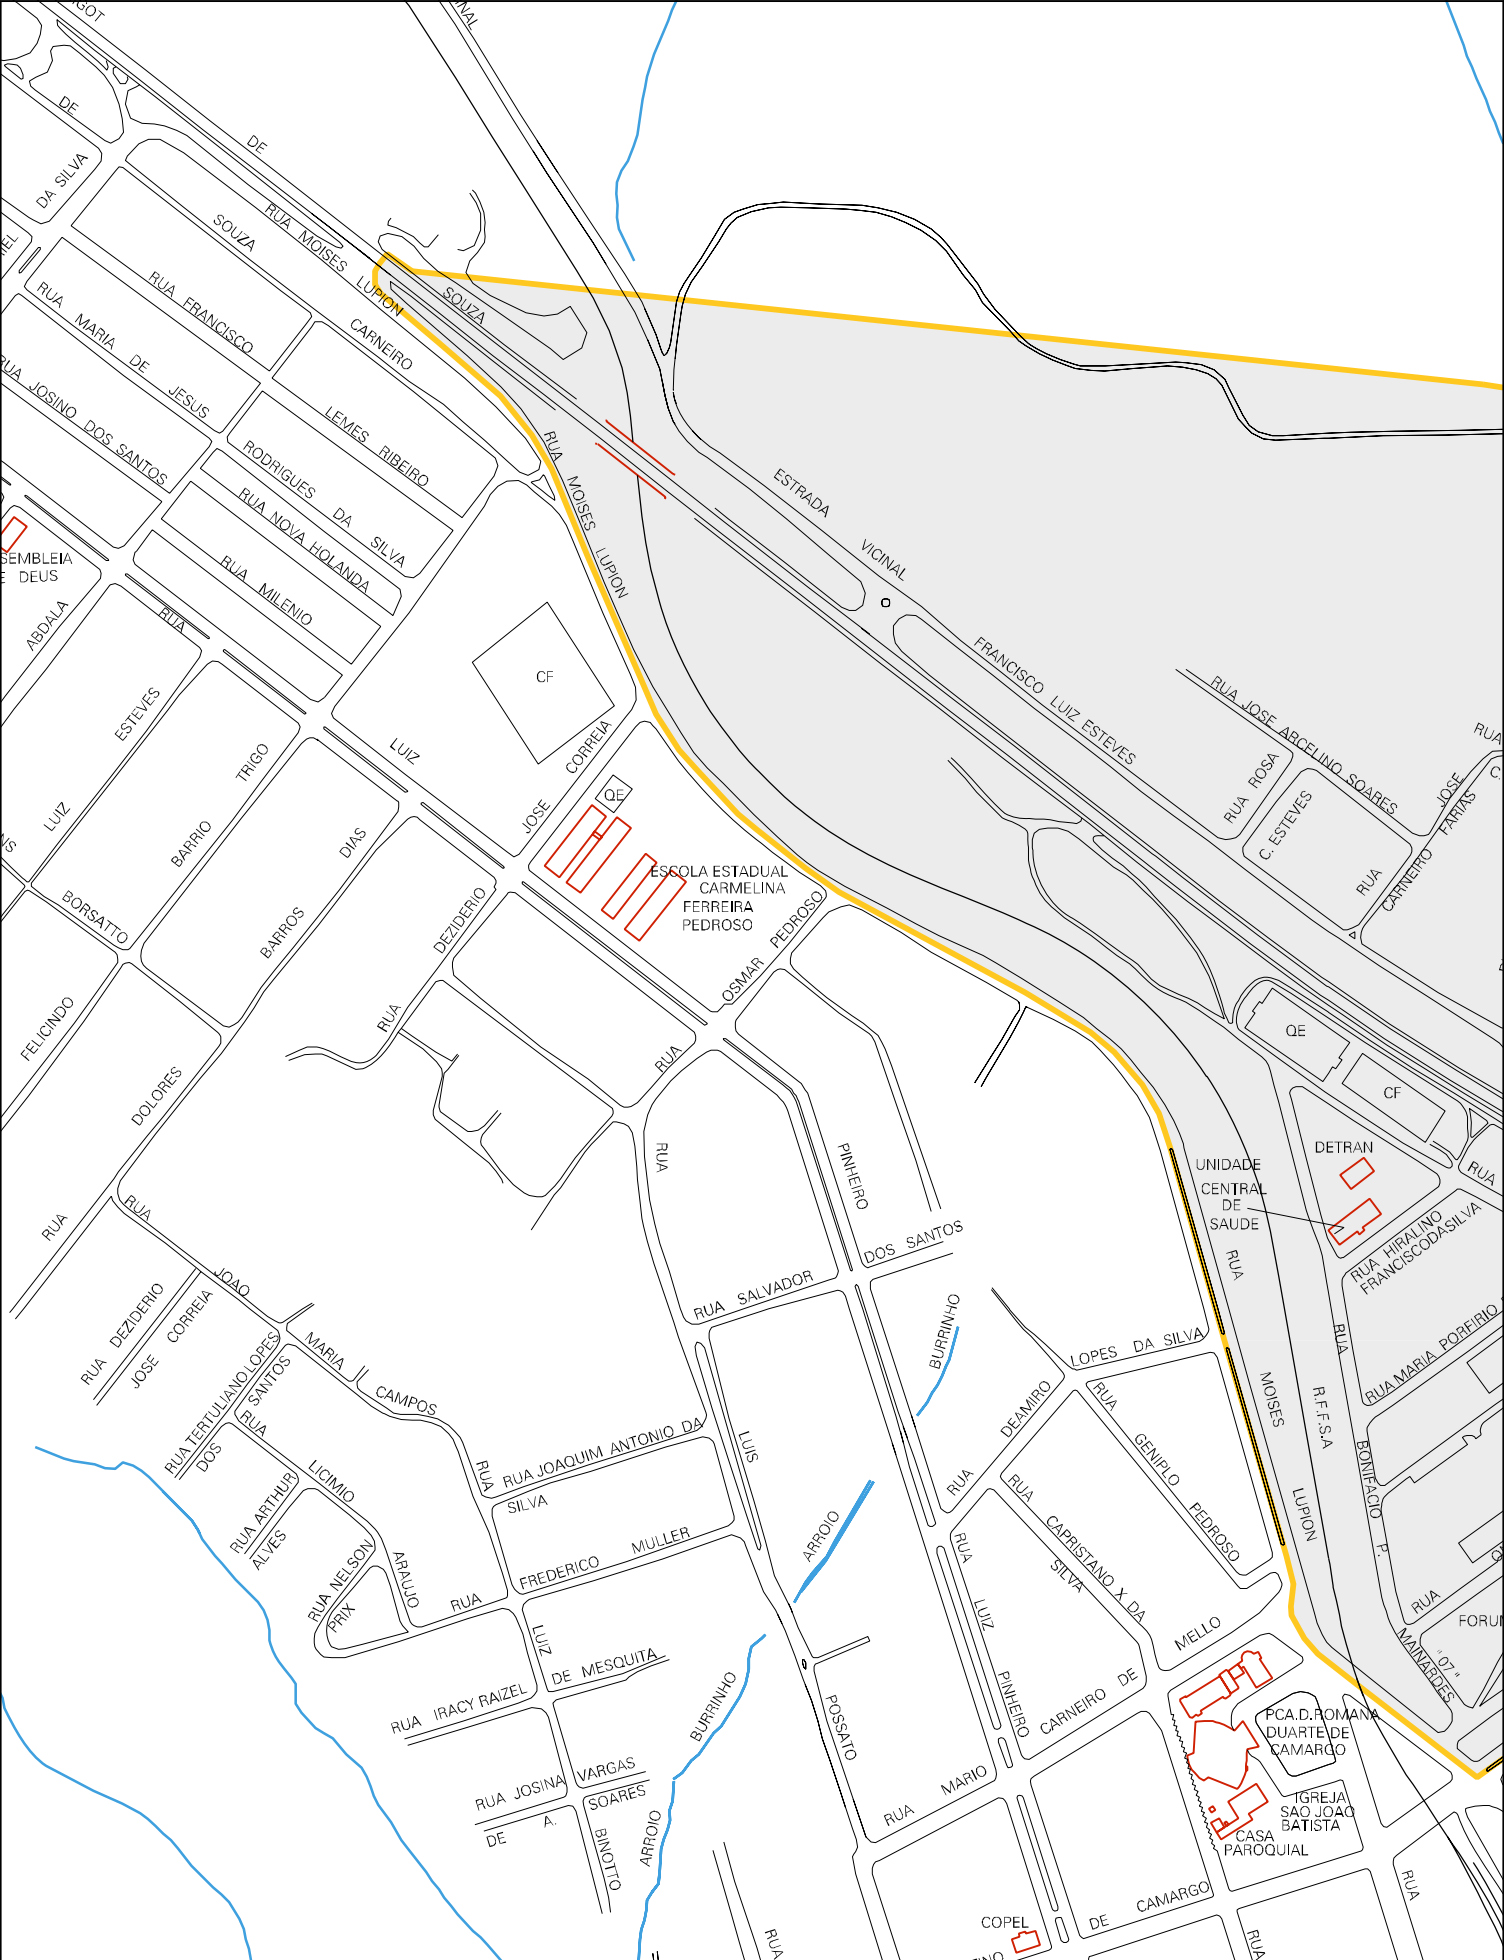 DE
DE
DA SILVA
SOUZA
RUA MOISES LUPION
SOUZA
CARNEIRO
RUA FRANCISCO
LEMES RIBEIRO
RUA MARIA DE JESUS
RODRIGUES DA SILVA
RUA JOSINO DOS SANTOS
RUA NOVA HOLANDA
RUA MILENIO
RUA MOISES LUPION
ESTRADA
VICINAL
FRANCISCO LUIZ ESTEVES
RUA JOSE ARCELINO SOARES
RUA ROSA
C. ESTEVES
RUA
JOSE
FARIAS
CARNEIRO
RUA
DEUS
ABDALA
RUA
LUIZ
CF
ESTEVES
LUIZ
TRIGO
BARRIO
DIAS
BARROS
JOSE
CORREIA
QE
ESCOLA ESTADUAL
CARMELINA
FERREIRA
PEDROSO
OSMAR PEDROSO
RUA
BORSATTO
DEZIDERIO
RUA
FELICINDO
DOLORES
RUA
QE
CF
DETRAN
UNIDADE
CENTRAL
DE
SAUDE
RUA
RUA HIRALINO
FRANCISCODASILVA
RUA MARIA PORFIRIO
RUA
PINHEIRO
DOS SANTOS
RUA SALVADOR
RUA
JOAO
MARIA
CAMPOS
RUA
RUA DEZIDERIO
JOSE CORREIA
RUA TERTULIANO LOPES
DOS
SANTOS
RUA
LICIMIO
ARAUJO
RUA ARTHUR
ALVES
RUA NELSON
PRIX
RUA JOAQUIM ANTONIO DA
SILVA
LUIS
RUA
FREDERICO MULLER
BURRINHO
ARROIO
LOPES DA SILVA
DEAMIRO
RUA
RUA
GENIPLO
PEDROSO
RUA
CAPRISTANO X DA
SILVA
RUA
MOISES
LUPION
R.F.F.S.A
RUA
BONIFACIO
P.
MAINARDES
RUA
"07"
RUA
LUIZ
PINHEIRO
MELLO
CARNEIRO DE
MARIO
RUA
LUIZ
DE MESQUITA
RUA IRACY RAIZEL
RUA JOSINA VARGAS
DE A. SOARES
BINOTTO
BURRINHO
ARROIO
POSSATO
PCA.D.ROMANA
DUARTE DE
CAMARGO
IGREJA
SAO JOAO
BATISTA
CASA
PAROQUIAL
DE CAMARGO
COPEL
RUA
RUA
RUA